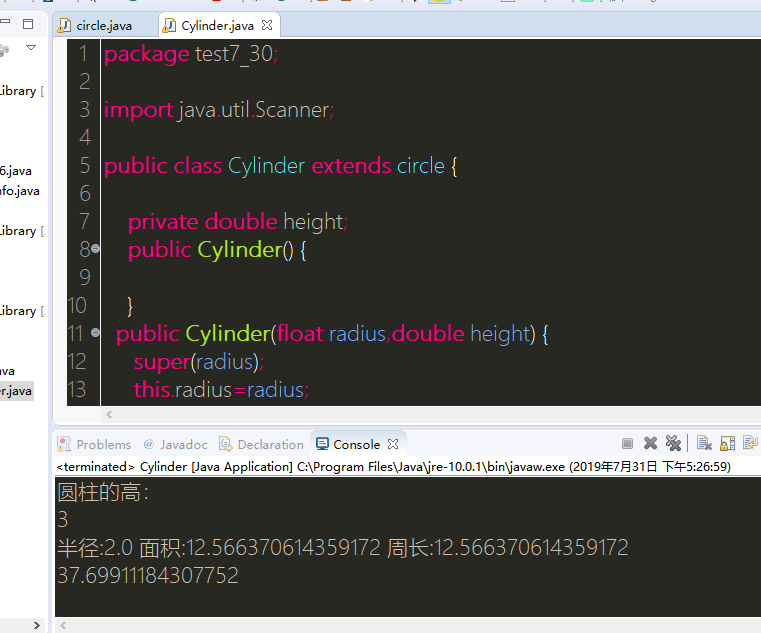 circle.java
Cylinder.java
ibrary [
6.java
nfo.java
ibrary [
ibrary [
ava
r.java
1 package test7_30;
2
3 import java.util.Scanner;
4
5 public class Cylinder extends circle {
6
7 private double height;
8 public Cylinder() {
9
10 }
11 public Cylinder(float radius,double height) {
12 super(radius);
13 this.radius=radius;
Problems @ Javadoc Declaration Console
<terminated> Cylinder [Java Application] C:\Program Files\Java\jre-10.0.1\bin\javaw.exe (2019年7月31日 下午5:26:59)
圆柱的高:
3
半径:2.0 面积:12.566370614359172 周长:12.566370614359172
37.69911184307752